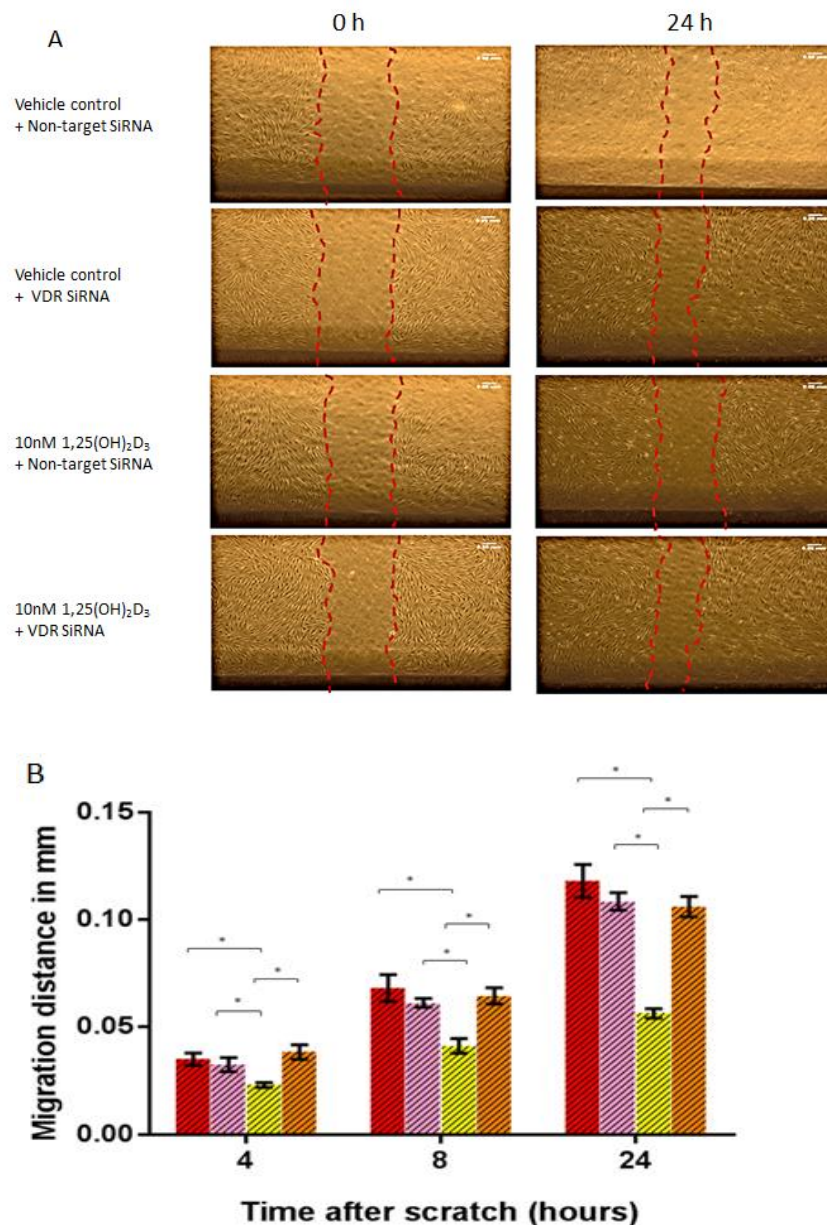 A
0 h
24 h
Vehicle control
+ Non-target SiRNA
Vehicle control
+ VDR SiRNA
10nM 1,25(OH)₂D₃
+ Non-target SiRNA
10nM 1,25(OH)₂D₃
+ VDR SiRNA
B
Migration distance in mm
0.15
0.10
0.05
0.00
*
*
*
*
*
*
*
*
*
4
8
24
Time after scratch (hours)